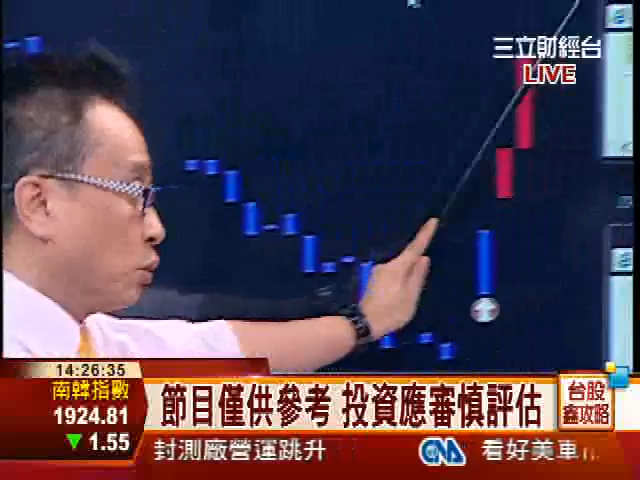 三立財經台
LIVE
14:26:35
南韓指數
1924.81
▼1.55
節目僅供參考 投資應審慎評估
台股
鑫攻略
封測廠營運跳升
CNA
看好美車市